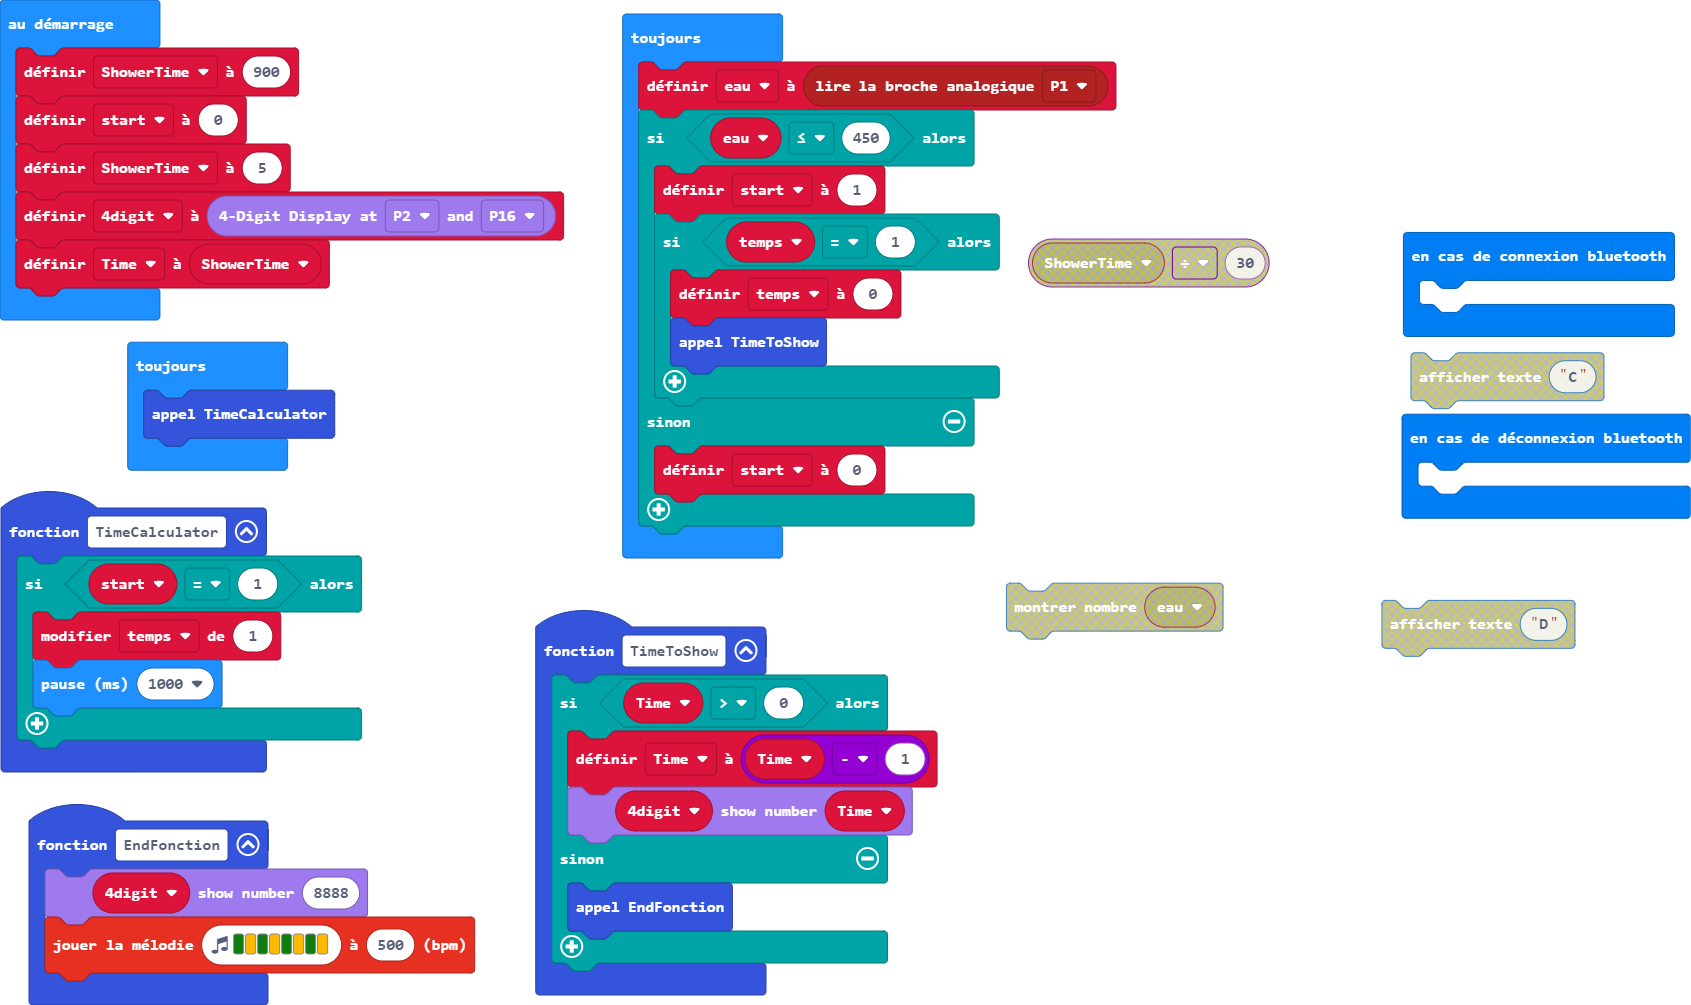 au démarrage
définir ShowerTime à 900
définir start à 0
définir ShowerTime à 5
définir 4digit à 4-Digit Display at P2 and P16
définir Time à ShowerTime
toujours
appel TimeCalculator
fonction TimeCalculator
si start = 1 alors
modifier temps de 1
pause (ms) 1000
fonction EndFonction
4digit show number 8888
jouer la mélodie à 500 (bpm)
toujours
définir eau à lire la broche analogique P1
si eau ≤ 450 alors
définir start à 1
si temps = 1 alors
définir temps à 0
appel TimeToShow
sinon
définir start à 0
fonction TimeToShow
si Time > 0 alors
définir Time à Time - 1
4digit show number Time
sinon
appel EndFonction
ShowerTime ÷ 30
montrer nombre eau
en cas de connexion bluetooth
afficher texte "C"
en cas de déconnexion bluetooth
afficher texte "D"